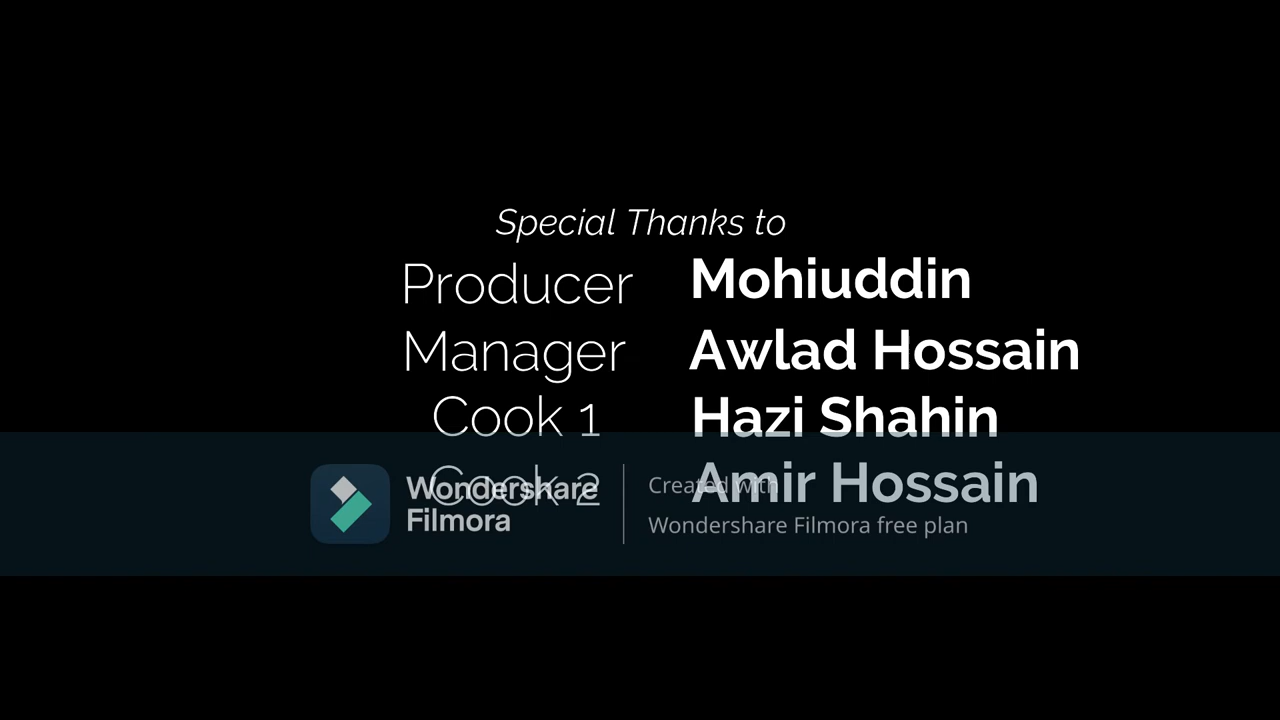 Special Thanks to
Producer Mohiuddin
Manager Awlad Hossain
Cook 1 Hazi Shahin
Cook 2 Amir Hossain
Wondershare
Filmora
Created with
Wondershare Filmora free plan